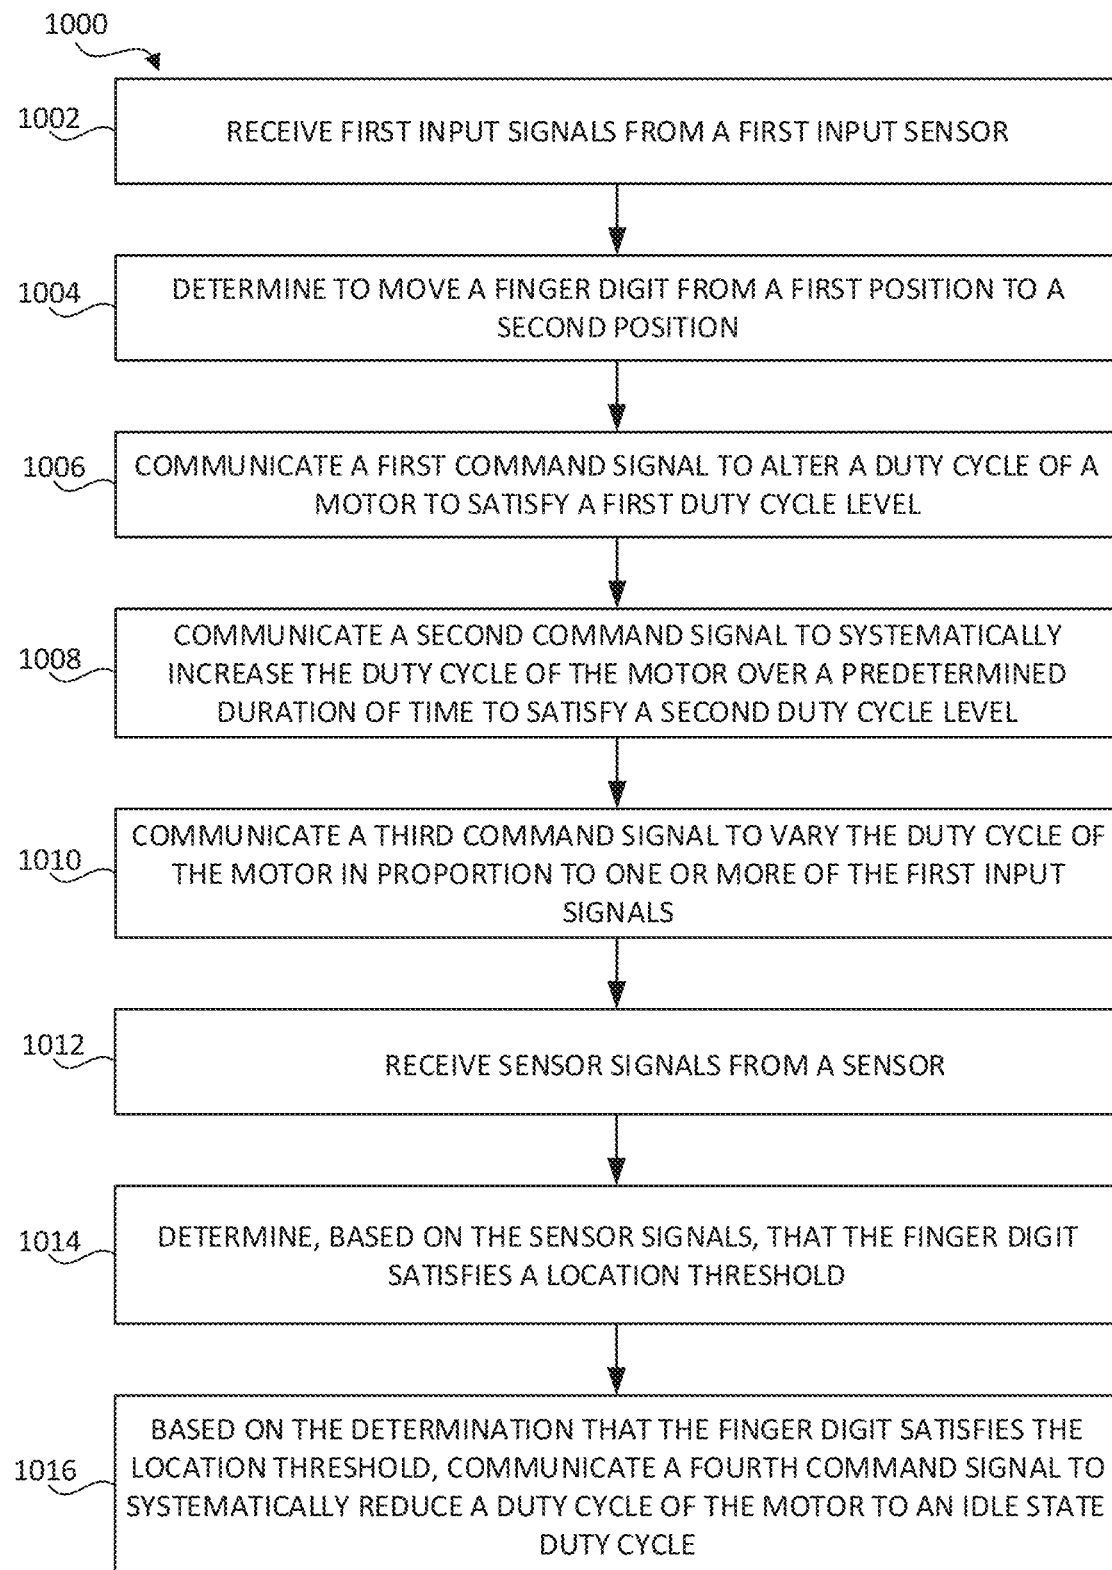 1000
1002
RECEIVE FIRST INPUT SIGNALS FROM A FIRST INPUT SENSOR
1004
DETERMINE TO MOVE A FINGER DIGIT FROM A FIRST POSITION TO A
SECOND POSITION
1006
COMMUNICATE A FIRST COMMAND SIGNAL TO ALTER A DUTY CYCLE OF A
MOTOR TO SATISFY A FIRST DUTY CYCLE LEVEL
1008
COMMUNICATE A SECOND COMMAND SIGNAL TO SYSTEMATICALLY
INCREASE THE DUTY CYCLE OF THE MOTOR OVER A PREDETERMINED
DURATION OF TIME TO SATISFY A SECOND DUTY CYCLE LEVEL
1010
COMMUNICATE A THIRD COMMAND SIGNAL TO VARY THE DUTY CYCLE OF
THE MOTOR IN PROPORTION TO ONE OR MORE OF THE FIRST INPUT
SIGNALS
1012
RECEIVE SENSOR SIGNALS FROM A SENSOR
1014
DETERMINE, BASED ON THE SENSOR SIGNALS, THAT THE FINGER DIGIT
SATISFIES A LOCATION THRESHOLD
1016
BASED ON THE DETERMINATION THAT THE FINGER DIGIT SATISFIES THE
LOCATION THRESHOLD, COMMUNICATE A FOURTH COMMAND SIGNAL TO
SYSTEMATICALLY REDUCE A DUTY CYCLE OF THE MOTOR TO AN IDLE STATE
DUTY CYCLE